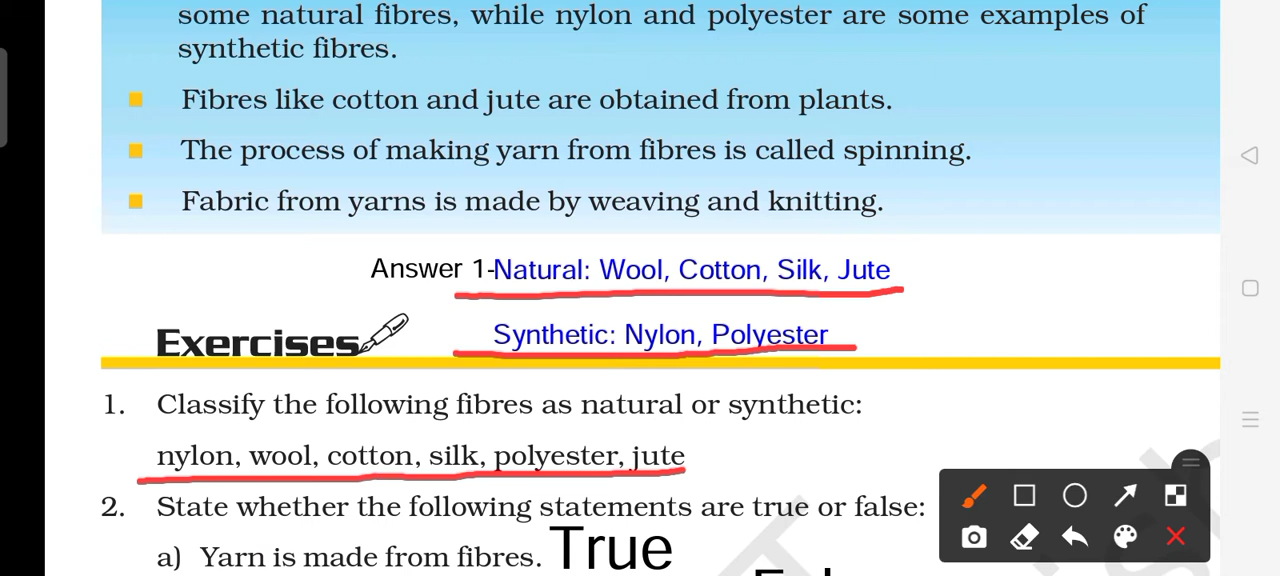 some natural fibres, while nylon and polyester are some examples of
synthetic fibres.
Fibres like cotton and jute are obtained from plants.
The process of making yarn from fibres is called spinning.
Fabric from yarns is made by weaving and knitting.
Answer 1-Natural: Wool, Cotton, Silk, Jute
Synthetic: Nylon, Polyester
Exercises
1. Classify the following fibres as natural or synthetic:
nylon, wool, cotton, silk, polyester, jute
2. State whether the following statements are true or false:
a) Yarn is made from fibres. True